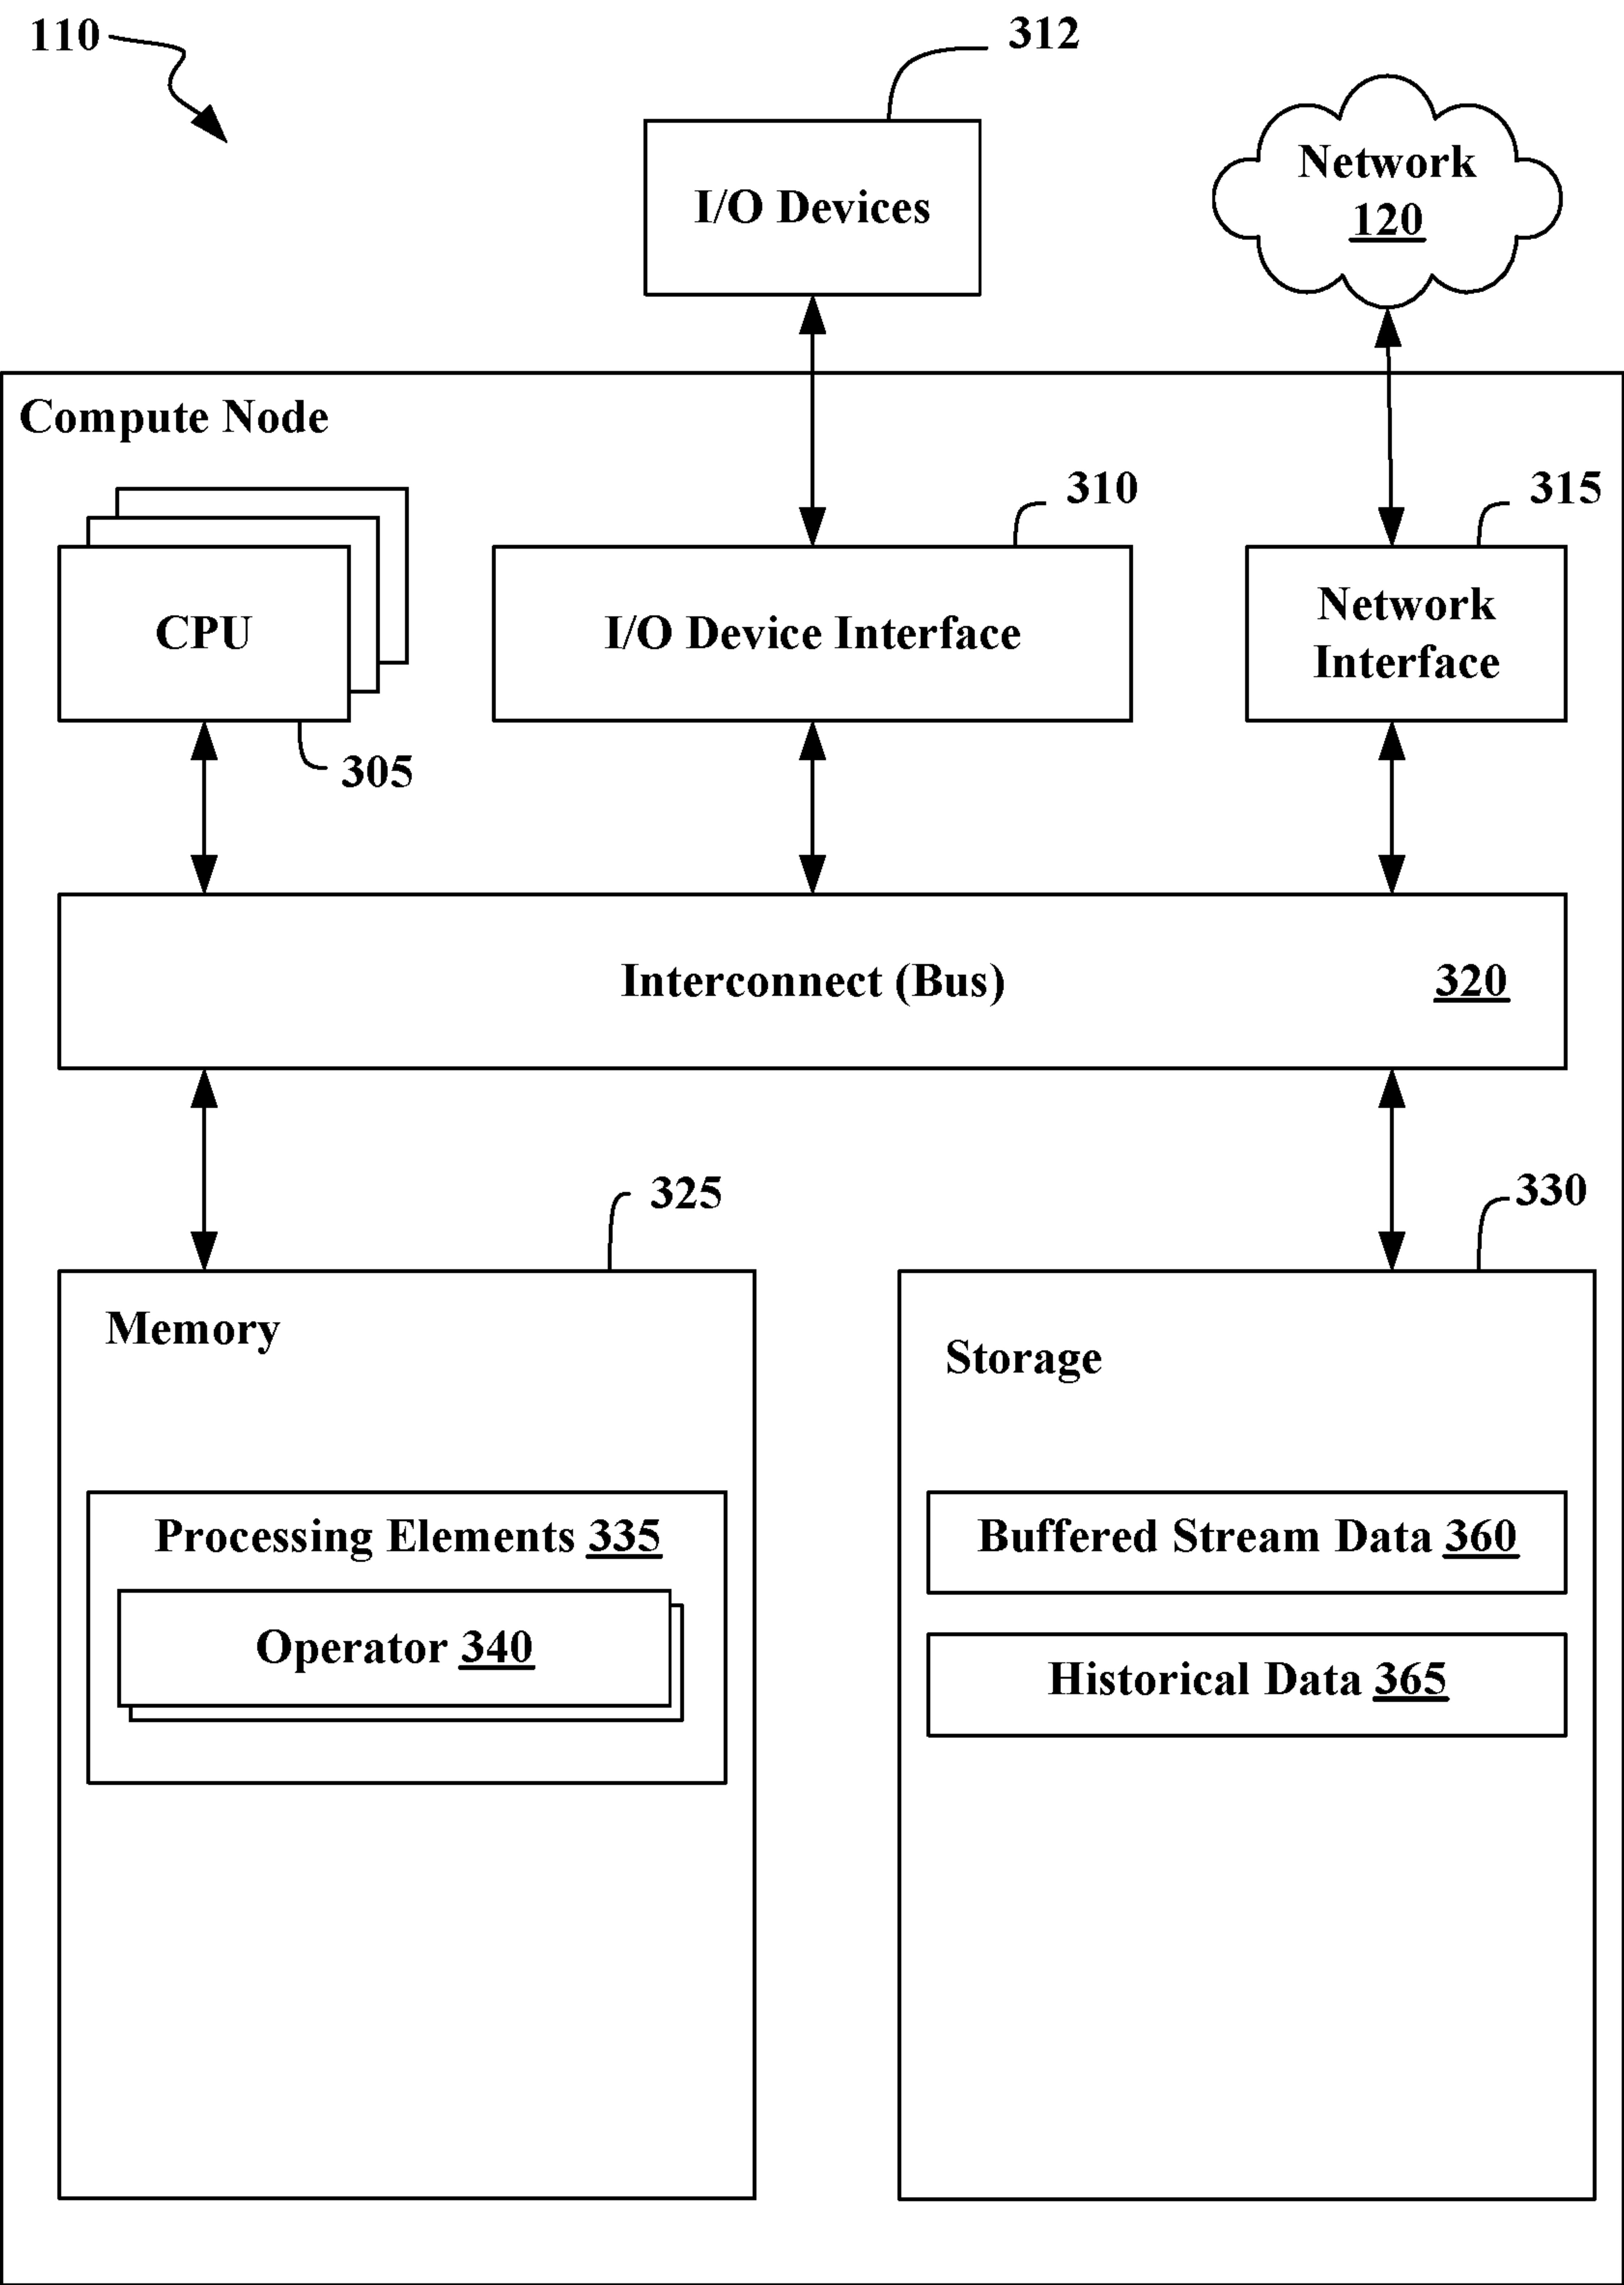 110
312
I/O Devices
Network
120
Compute Node
310
315
CPU
I/O Device Interface
Network
Interface
305
Interconnect (Bus) 320
325
330
Memory
Storage
Processing Elements 335
Buffered Stream Data 360
Operator 340
Historical Data 365